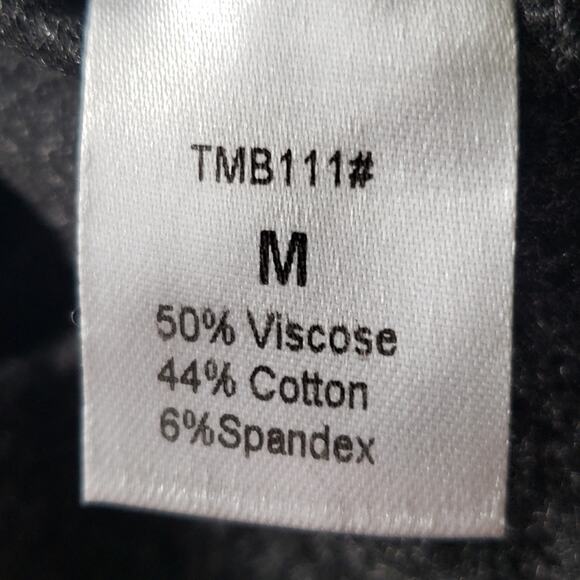 TMB111#
M
50% Viscose
44% Cotton
6%Spandex